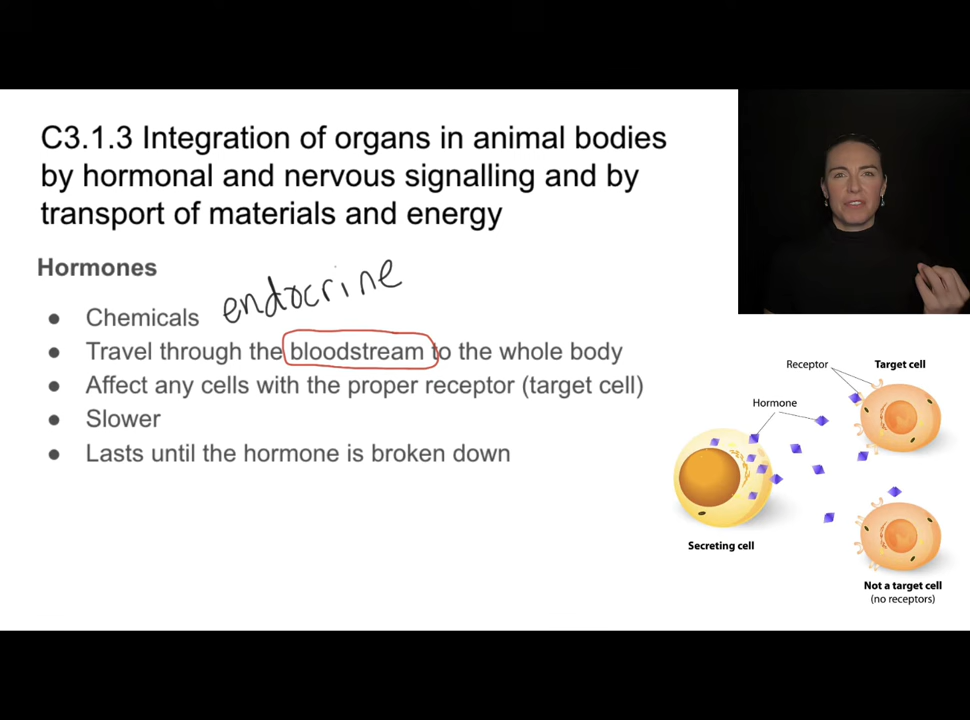 C3.1.3 Integration of organs in animal bodies
by hormonal and nervous signalling and by
transport of materials and energy
Hormones
● Chemicals
endocrine
● Travel through the bloodstream to the whole body
● Affect any cells with the proper receptor (target cell)
● Slower
● Lasts until the hormone is broken down
Receptor
Target cell
Hormone
Secreting cell
Not a target cell
(no receptors)